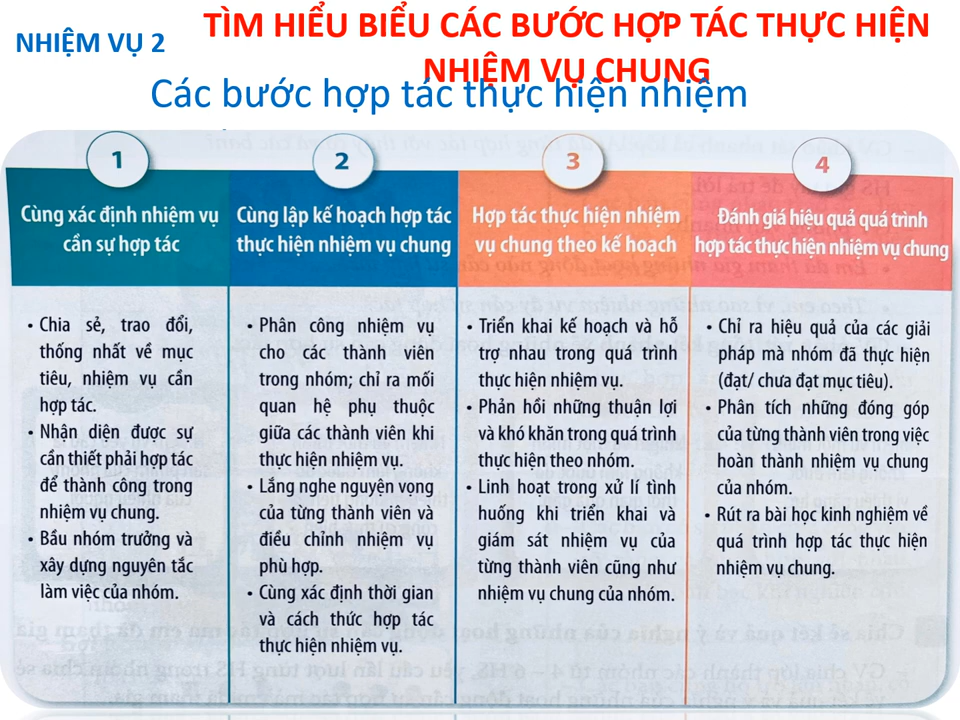 NHIỆM VỤ 2
TÌM HIỂU BIỂU CÁC BƯỚC HỢP TÁC THỰC HIỆN
NHIỆM VỤ CHUNG
Các bước hợp tác thực hiện nhiệm
1
Cùng xác định nhiệm vụ
cần sự hợp tác
• Chia sẻ, trao đổi,
thống nhất về mục
tiêu, nhiệm vụ cần
hợp tác.
• Nhận diện được sự
cần thiết phải hợp tác
để thành công trong
nhiệm vụ chung.
• Bầu nhóm trưởng và
xây dựng nguyên tắc
làm việc của nhóm.
2
Cùng lập kế hoạch hợp tác
thực hiện nhiệm vụ chung
• Phân công nhiệm vụ
cho các thành viên
trong nhóm; chỉ ra mối
quan hệ phụ thuộc
giữa các thành viên khi
thực hiện nhiệm vụ.
• Lắng nghe nguyện vọng
của từng thành viên và
điều chỉnh nhiệm vụ
phù hợp.
• Cùng xác định thời gian
và cách thức hợp tác
thực hiện nhiệm vụ.
3
Hợp tác thực hiện nhiệm
vụ chung theo kế hoạch
• Triển khai kế hoạch và hỗ
trợ nhau trong quá trình
thực hiện nhiệm vụ.
• Phản hồi những thuận lợi
và khó khăn trong quá trình
thực hiện theo nhóm.
• Linh hoạt trong xử lí tình
huống khi triển khai và
giám sát nhiệm vụ của
từng thành viên cũng như
nhiệm vụ chung của nhóm.
4
Đánh giá hiệu quả quá trình
hợp tác thực hiện nhiệm vụ chung
• Chỉ ra hiệu quả của các giải
pháp mà nhóm đã thực hiện
(đạt/ chưa đạt mục tiêu).
• Phân tích những đóng góp
của từng thành viên trong việc
hoàn thành nhiệm vụ chung
của nhóm.
• Rút ra bài học kinh nghiệm về
quá trình hợp tác thực hiện
nhiệm vụ chung.